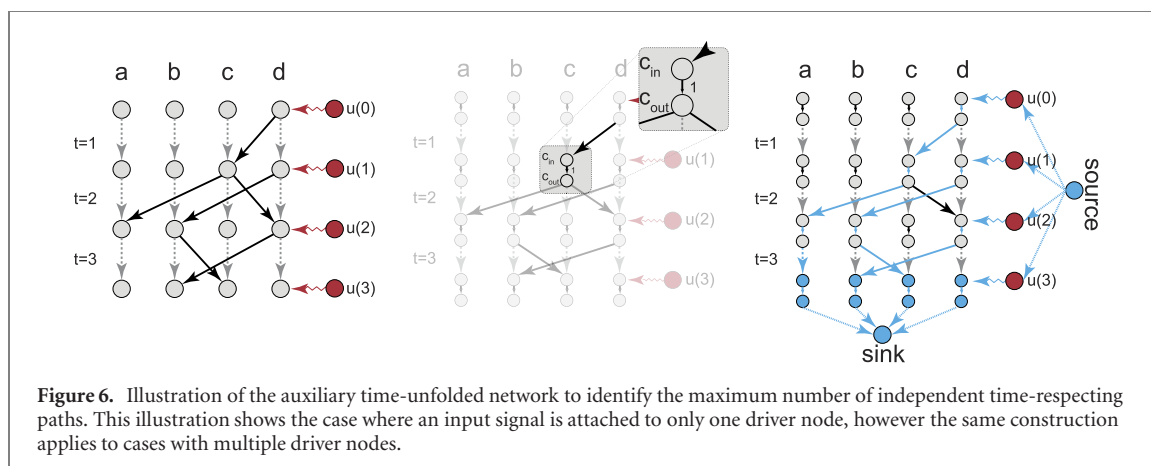 a b c d
u(0)
t=1
u(1)
t=2
u(2)
t=3
u(3)
a b c d
c_in
1
c_out
t=1
c_in
1
c_out
u(1)
t=2
u(2)
t=3
u(3)
a b c d
u(0)
t=1
u(1)
t=2
u(2)
t=3
u(3)
source
sink
Figure 6. Illustration of the auxiliary time-unfolded network to identify the maximum number of independent time-respecting
paths. This illustration shows the case where an input signal is attached to only one driver node, however the same construction
applies to cases with multiple driver nodes.